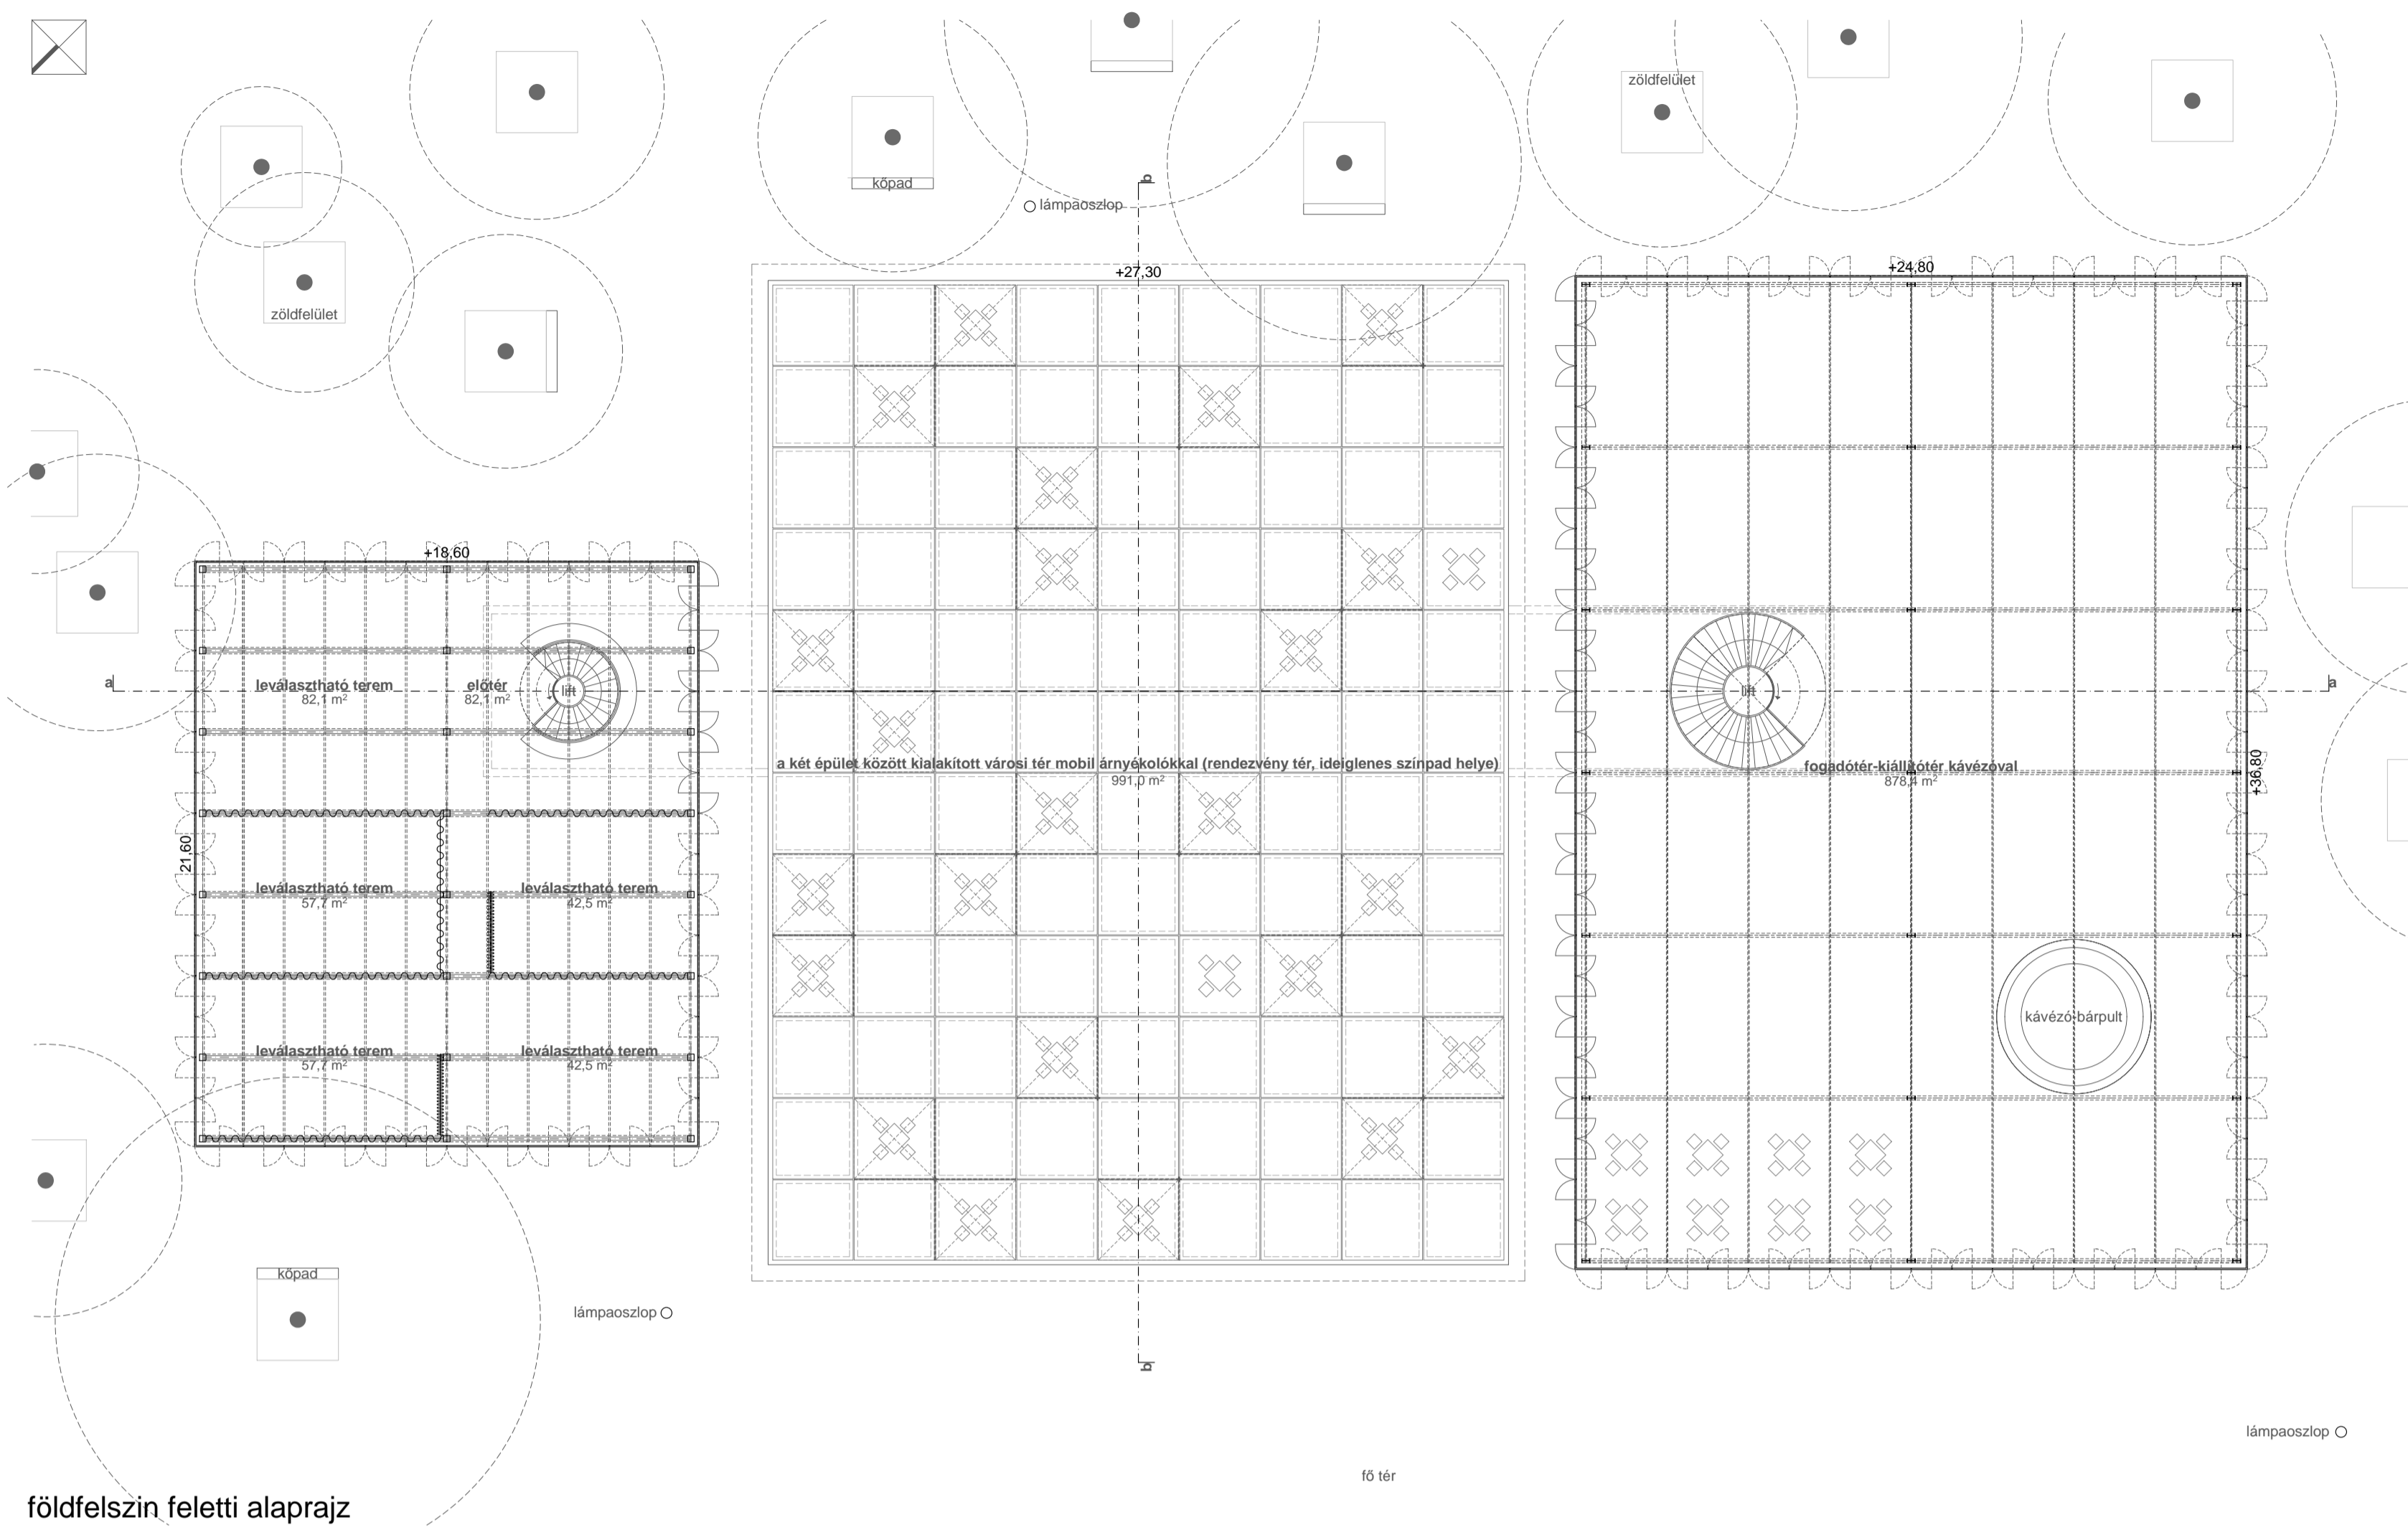 zöldfelület
kőpad
b
lámpaoszlop
+27,30
+24,80
zöldfelület
+18,60
a
leválasztható terem
82,1 m²
előtér
82,1 m²
lift
lift
a
a két épület között kialakított városi tér mobil árnyékolókkal (rendezvény tér, ideiglenes színpad helye)
991,0 m²
fogadótér-kiállítótér kávézóval
878,4 m²
+36,80
21,60
leválasztható terem
57,7 m²
leválasztható terem
42,5 m²
kávézó-bárpult
leválasztható terem
57,7 m²
leválasztható terem
42,5 m²
kőpad
lámpaoszlop
b
lámpaoszlop
fő tér
földfelszin feletti alaprajz